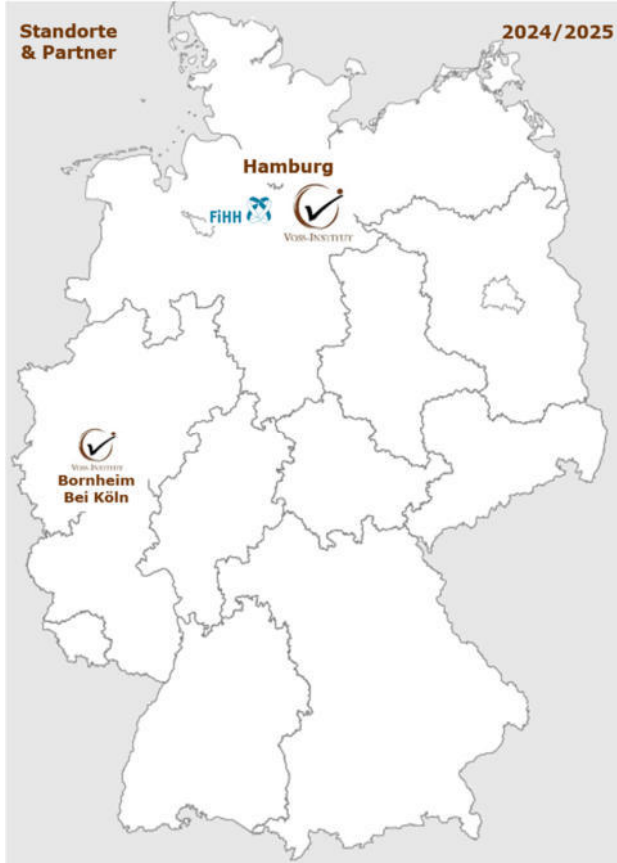 Standorte
& Partner
2024/2025
Hamburg
FiHH
VOSS-INSTITUT
VOSS-INSTITUT
Bornheim
Bei Köln